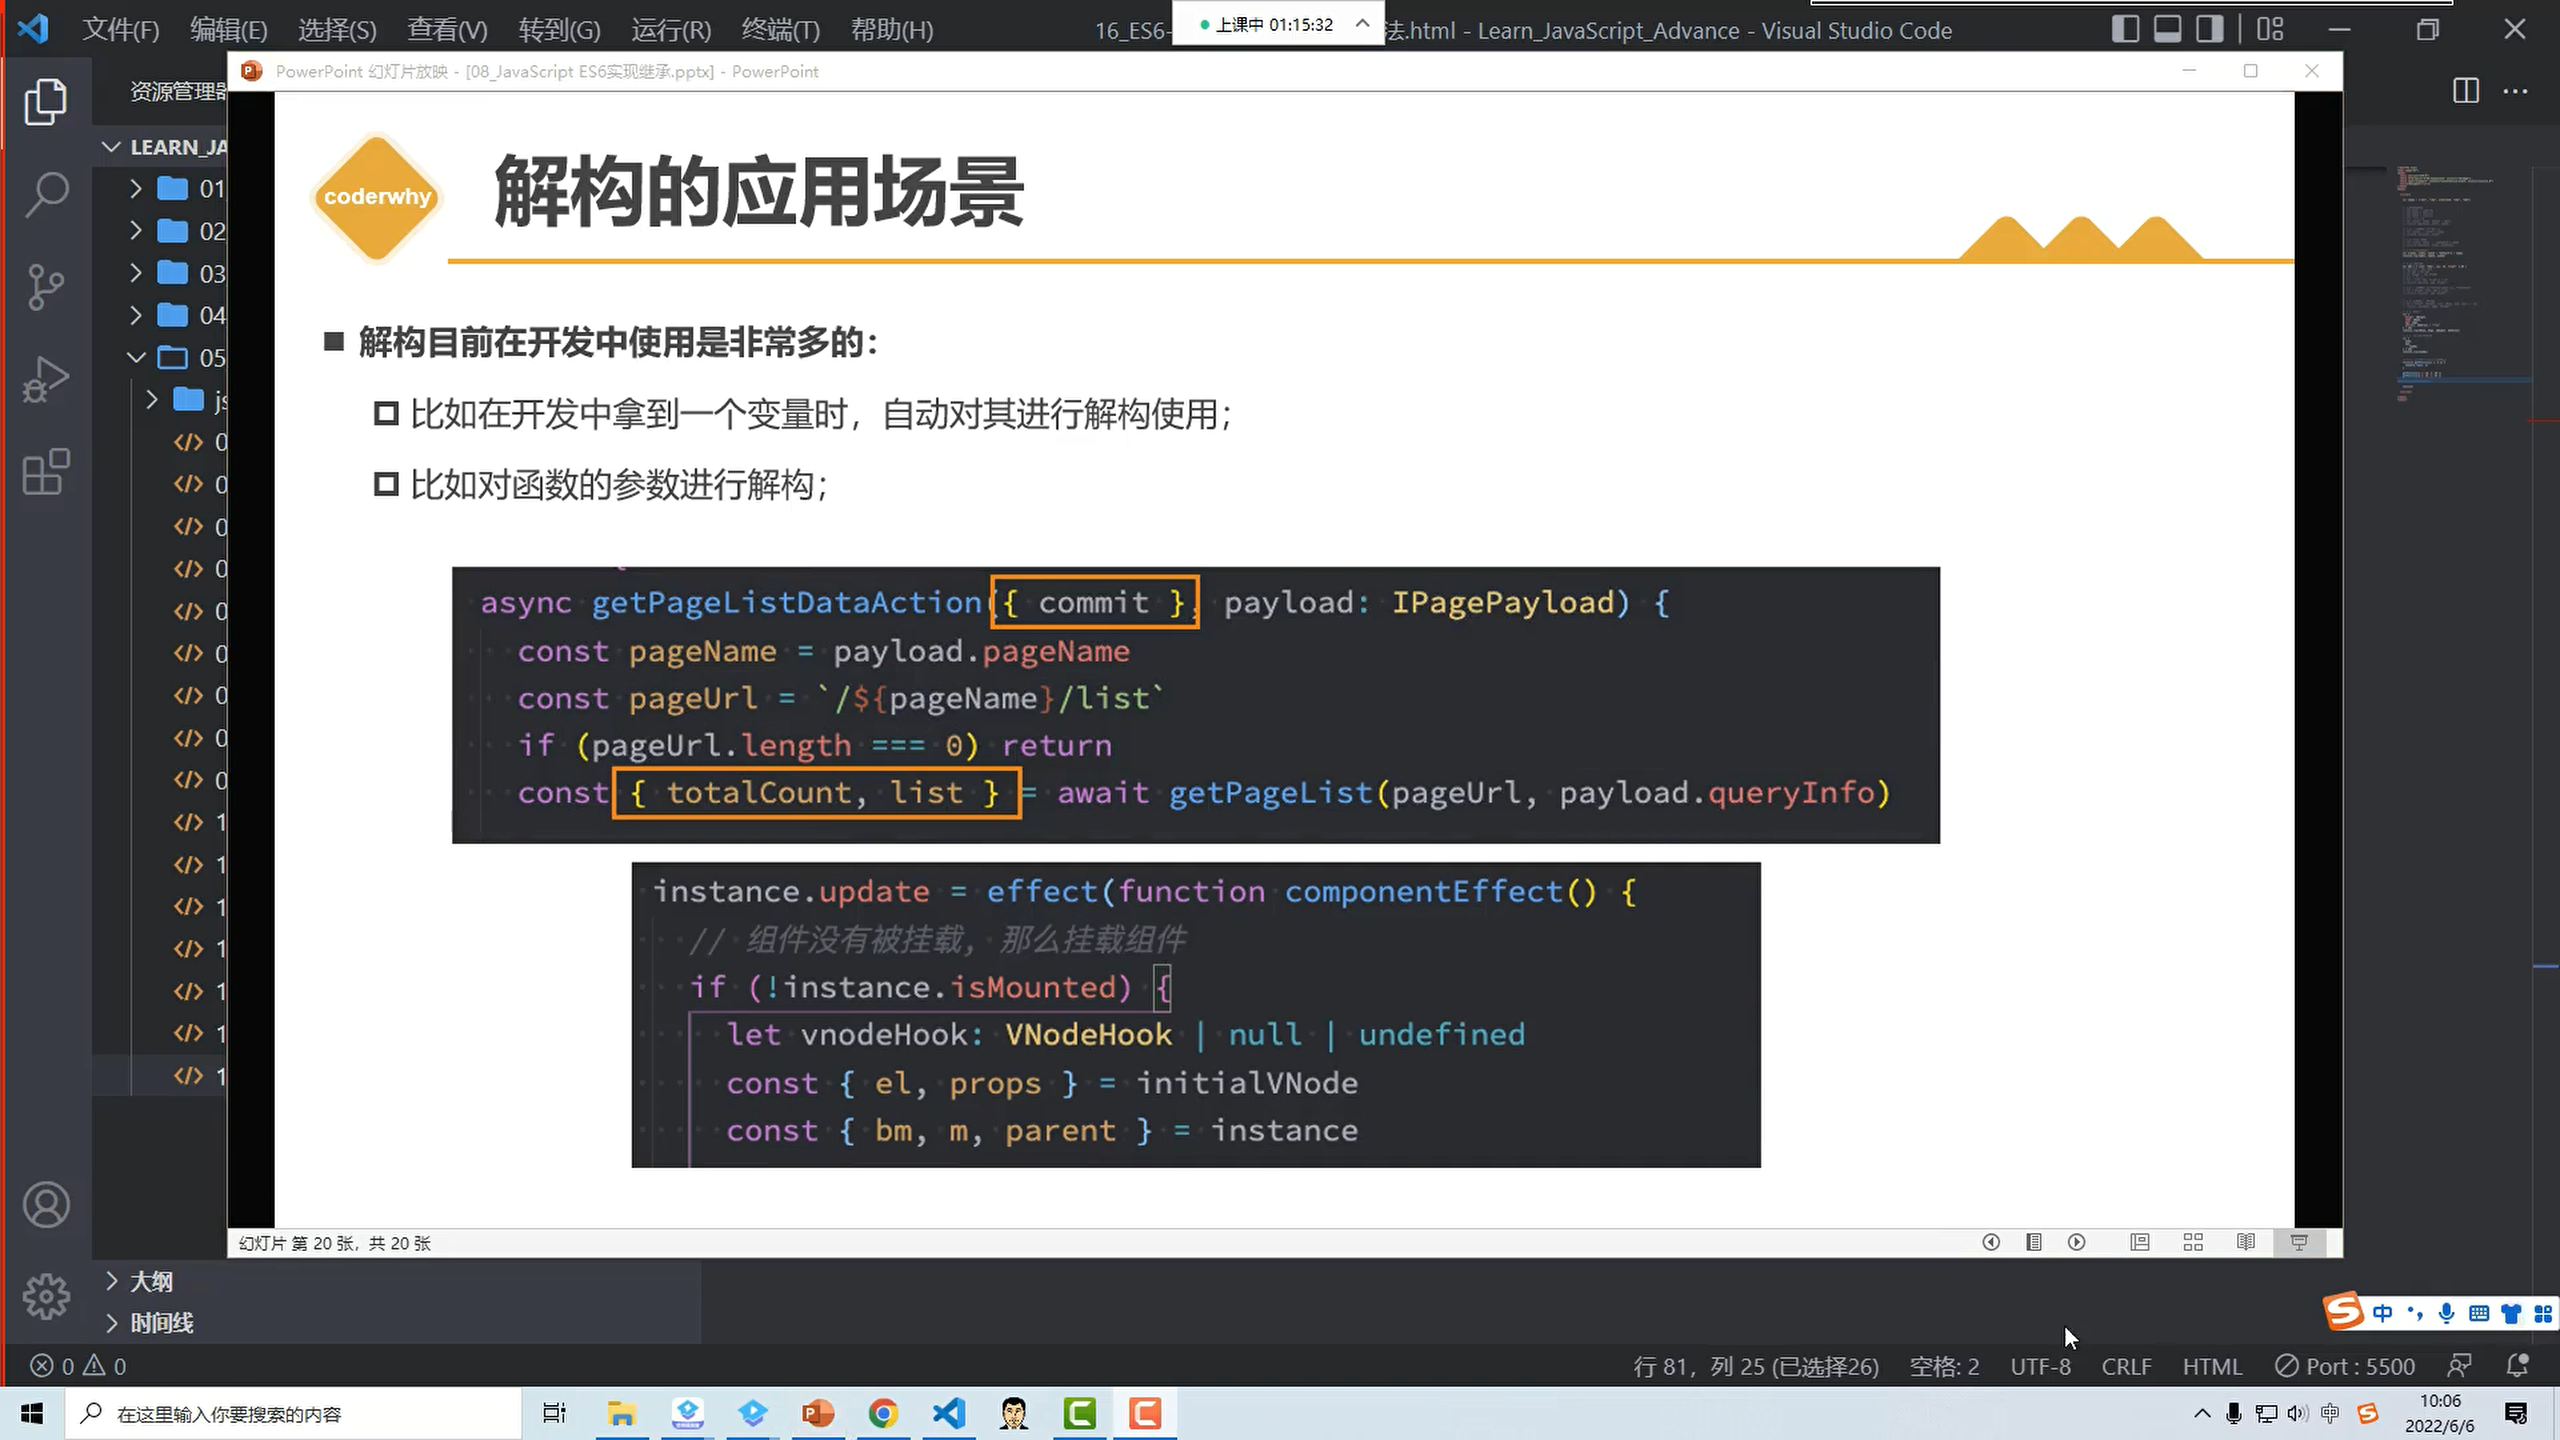 文件(F) 编辑(E) 选择(S) 查看(V) 转到(G) 运行(R) 终端(T) 帮助(H)
16_ES6-
上课中 01:15:32
法.html - Learn_JavaScript_Advance - Visual Studio Code
PowerPoint 幻灯片放映 - [08_JavaScript ES6实现继承.pptx] - PowerPoint
资源管理器
LEARN_JA
01
02
03
04
05
js
0
0
0
0
0
0
0
0
0
1
1
1
1
1
1
1
coderwhy
解构的应用场景
解构目前在开发中使用是非常多的：
比如在开发中拿到一个变量时，自动对其进行解构使用；
比如对函数的参数进行解构；
async getPageListDataAction({ commit }, payload: IPagePayload) {
const pageName = payload.pageName
const pageUrl = `/${pageName}/list`
if (pageUrl.length === 0) return
const { totalCount, list } = await getPageList(pageUrl, payload.queryInfo)
instance.update = effect(function componentEffect() {
// 组件没有被挂载, 那么挂载组件
if (!instance.isMounted) {
let vnodeHook: VNodeHook | null | undefined
const { el, props } = initialVNode
const { bm, m, parent } = instance
幻灯片 第 20 张，共 20 张
大纲
时间线
中
0 0
行 81，列 25 (已选择26) 空格: 2 UTF-8 CRLF HTML Port : 5500
在这里输入你要搜索的内容
中
10:06
2022/6/6